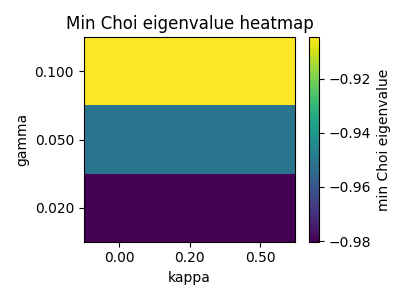 Min Choi eigenvalue heatmap
0.100
0.050
0.020
gamma
0.00 0.20 0.50
kappa
−0.92
−0.94
−0.96
−0.98
min Choi eigenvalue